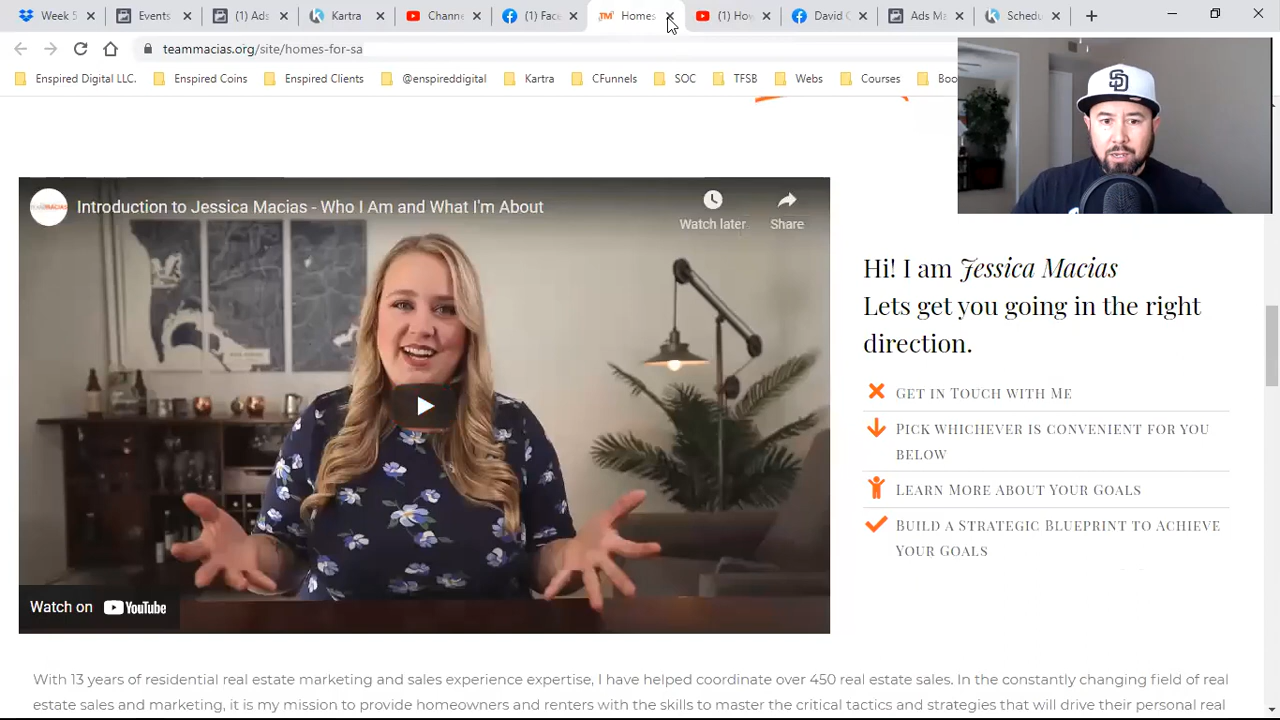 Week 5
Events
(1) Ads
Kartra
Channe
(1) Face
TM
Homes
(1) How
David C
Ads Ma
Schedu
teammacias.org/site/homes-for-sa
Enspired Digital LLC.
Enspired Coins
Enspired Clients
@enspireddigital
Kartra
CFunnels
SOC
TFSB
Webs
Courses
Boo
SD
Introduction to Jessica Macias - Who I Am and What I'm About
Watch later
Share
Watch on YouTube
Hi! I am Jessica Macias
Lets get you going in the right
direction.
Get in Touch with Me
Pick whichever is convenient for you
below
Learn More About Your Goals
Build a Strategic Blueprint to Achieve
Your Goals
With 13 years of residential real estate marketing and sales experience expertise, I have helped coordinate over 450 real estate sales. In the constantly changing field of real
estate sales and marketing, it is my mission to provide homeowners and renters with the skills to master the critical tactics and strategies that will drive their personal real